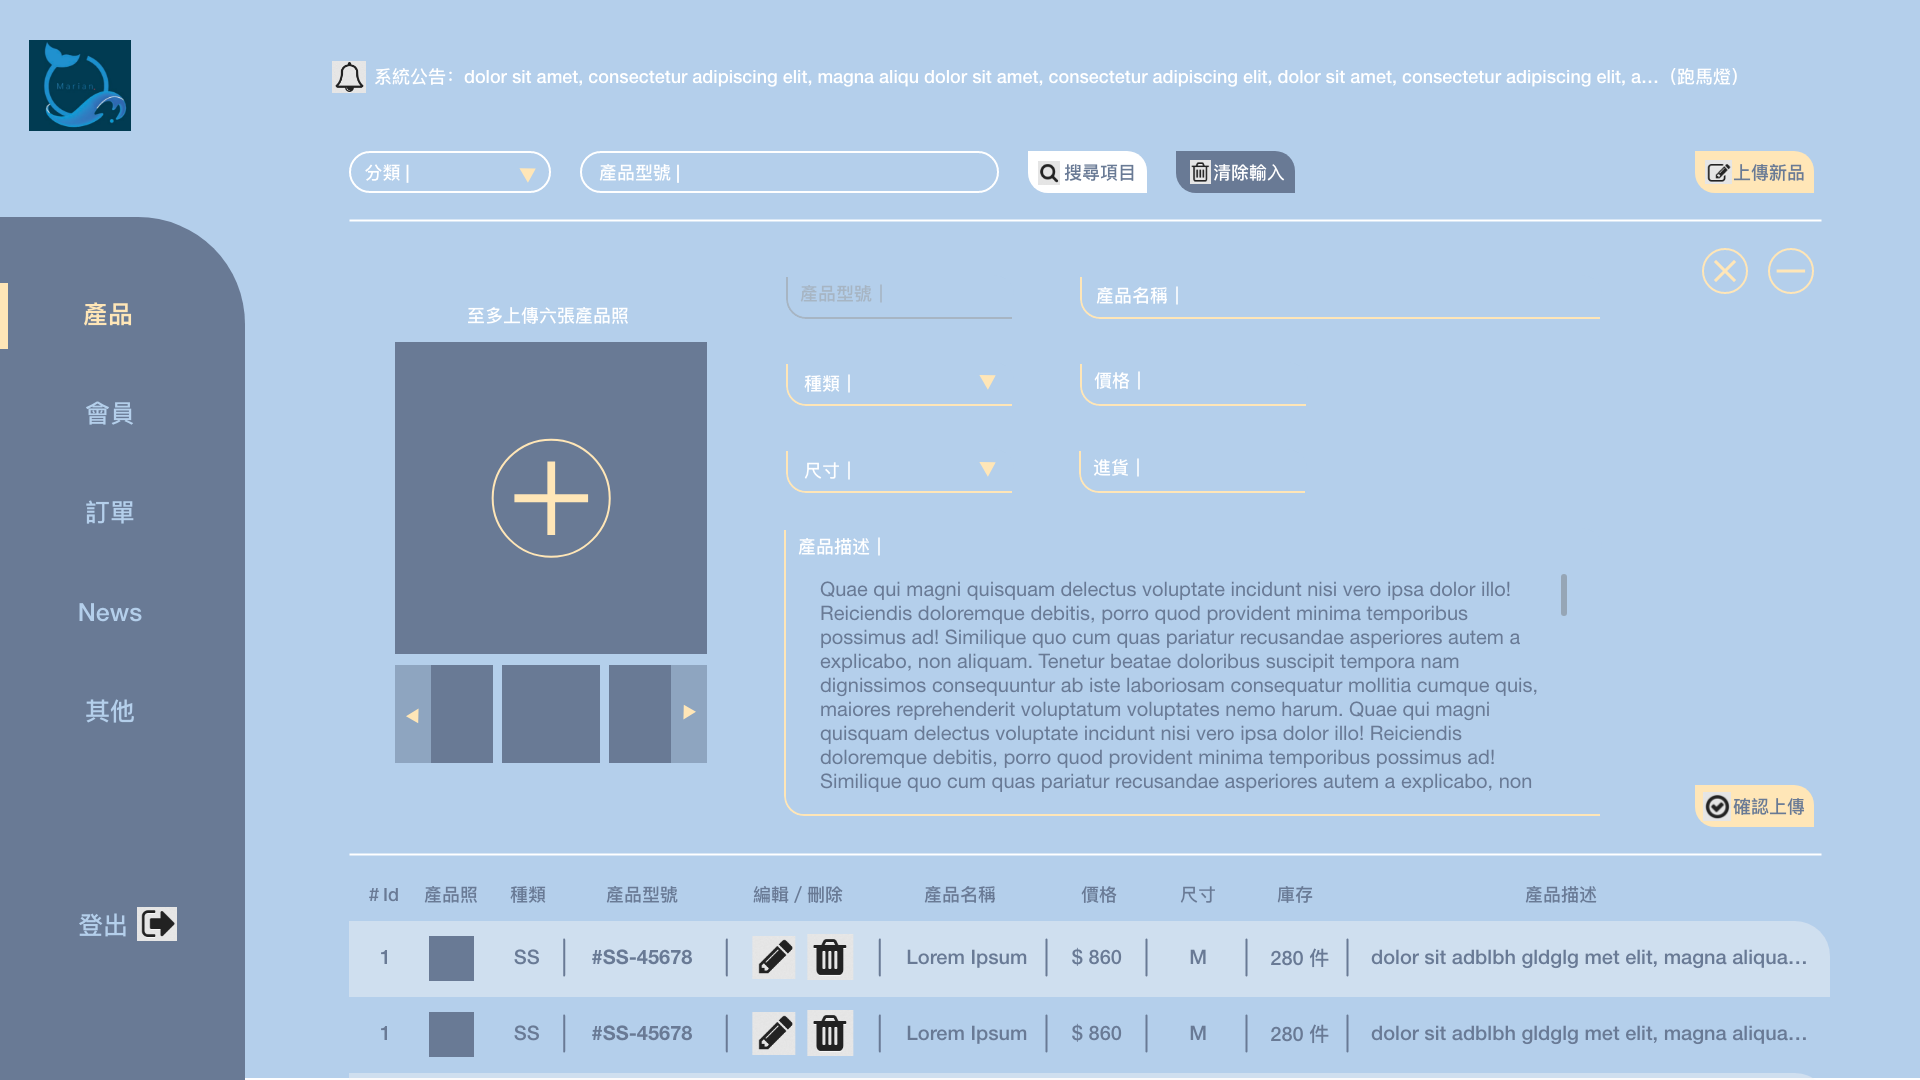 Marian.
系統公告：dolor sit amet, consectetur adipiscing elit, magna aliqu dolor sit amet, consectetur adipiscing elit, dolor sit amet, consectetur adipiscing elit, a...（跑馬燈）
分類 |
產品型號 |
搜尋項目
清除輸入
上傳新品
產品
會員
訂單
News
其他
登出
至多上傳六張產品照
產品型號 |
產品名稱 |
種類 |
價格 |
尺寸 |
進貨 |
產品描述 |
Quae qui magni quisquam delectus voluptate incidunt nisi vero ipsa dolor illo!
Reiciendis doloremque debitis, porro quod provident minima temporibus
possimus ad! Similique quo cum quas pariatur recusandae asperiores autem a
explicabo, non aliquam. Tenetur beatae doloribus suscipit tempora nam
dignissimos consequuntur ab iste laboriosam consequatur mollitia cumque quis,
maiores reprehenderit voluptatum voluptates nemo harum. Quae qui magni
quisquam delectus voluptate incidunt nisi vero ipsa dolor illo! Reiciendis
doloremque debitis, porro quod provident minima temporibus possimus ad!
Similique quo cum quas pariatur recusandae asperiores autem a explicabo, non
確認上傳
# Id 產品照 種類 產品型號 編輯 / 刪除 產品名稱 價格 尺寸 庫存 產品描述
1 SS #SS-45678 Lorem Ipsum $ 860 M 280 件 dolor sit adblbh gldglg met elit, magna aliqua...
1 SS #SS-45678 Lorem Ipsum $ 860 M 280 件 dolor sit adblbh gldglg met elit, magna aliqua...